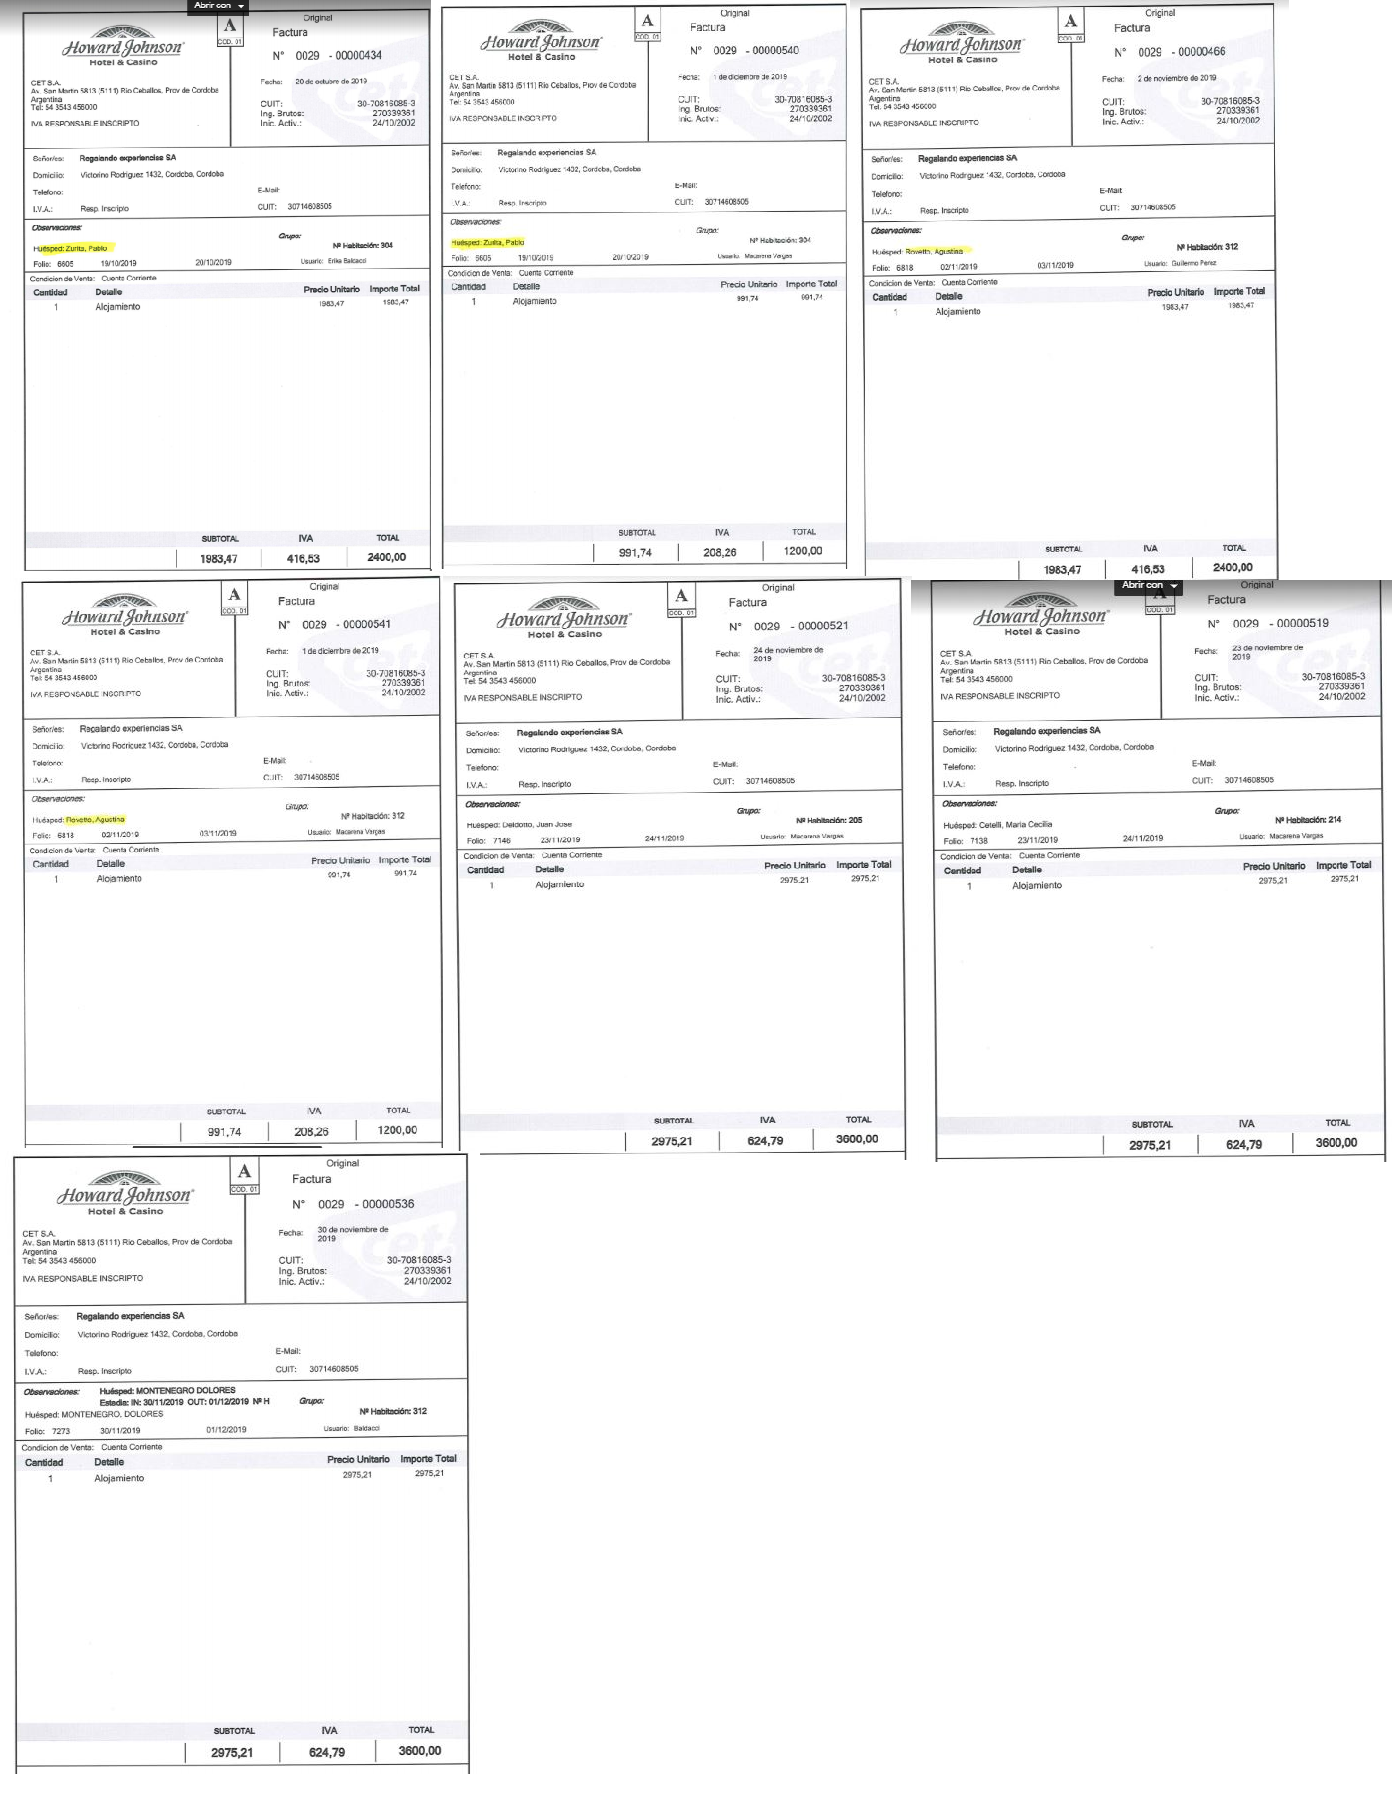 Abrir con
Howard Johnson
Hotel & Casino
A
COD. 01
Original
Factura
N° 0029 - 00000434
Fecha: 20 de octubre de 2019
CET S.A.
Av. San Martin 5813 (5111) Rio Ceballos, Prov de Cordoba
Argentina
Tel: 54 3543 456000
IVA RESPONSABLE INSCRIPTO
CUIT: 30-70816085-3
Ing. Brutos: 270339361
Inic. Activ.: 24/10/2002
Señor/es: Regalando experiencias SA
Domicilio: Victorino Rodriguez 1432, Cordoba, Cordoba
Telefono:
E-Mail:
I.V.A.: Resp. Inscripto
CUIT: 30714608505
Observaciones:
Grupo:
Huésped: Zurita, Pablo
Nº Habitación: 304
Folio: 6605 19/10/2019 20/10/2019 Usuario: Erika Baldacci
Condicion de Venta: Cuenta Corriente
Cantidad Detalle Precio Unitario Importe Total
1 Alojamiento 1983,47 1983,47
SUBTOTAL IVA TOTAL
1983,47 416,53 2400,00
Howard Johnson
Hotel & Casino
A
COD. 01
Original
Factura
N° 0029 - 00000540
Fecha: 1 de diciembre de 2019
CET S.A.
Av. San Martin 5813 (5111) Rio Ceballos, Prov de Cordoba
Argentina
Tel: 54 3543 456000
IVA RESPONSABLE INSCRIPTO
CUIT: 30-70816085-3
Ing. Brutos: 270339361
Inic. Activ.: 24/10/2002
Señor/es: Regalando experiencias SA
Domicilio: Victorino Rodriguez 1432, Cordoba, Cordoba
Telefono:
E-Mail:
I.V.A.: Resp. Inscripto
CUIT: 30714608505
Observaciones:
Grupo:
Huésped: Zurita, Pablo
Nº Habitación: 304
Folio: 6605 19/10/2019 20/10/2019 Usuario: Macarena Vargas
Condicion de Venta: Cuenta Corriente
Cantidad Detalle Precio Unitario Importe Total
1 Alojamiento 991,74 991,74
SUBTOTAL IVA TOTAL
991,74 208,26 1200,00
Howard Johnson
Hotel & Casino
A
COD. 01
Original
Factura
N° 0029 - 00000466
Fecha: 2 de noviembre de 2019
CET S.A.
Av. San Martin 5813 (5111) Rio Ceballos, Prov de Cordoba
Argentina
Tel: 54 3543 456000
IVA RESPONSABLE INSCRIPTO
CUIT: 30-70816085-3
Ing. Brutos: 270339361
Inic. Activ.: 24/10/2002
Señor/es: Regalando experiencias SA
Domicilio: Victorino Rodriguez 1432, Cordoba, Cordoba
Telefono:
E-Mail:
I.V.A.: Resp. Inscripto
CUIT: 30714608505
Observaciones:
Grupo:
Huésped: Rovetto, Agustina
Nº Habitación: 312
Folio: 6818 02/11/2019 03/11/2019 Usuario: Guillermo Perez
Condicion de Venta: Cuenta Corriente
Cantidad Detalle Precio Unitario Importe Total
1 Alojamiento 1983,47 1983,47
SUBTOTAL IVA TOTAL
1983,47 416,53 2400,00
Howard Johnson
Hotel & Casino
A
COD. 01
Original
Factura
N° 0029 - 00000541
Fecha: 1 de diciembre de 2019
CET S.A.
Av. San Martin 5813 (5111) Rio Ceballos, Prov de Cordoba
Argentina
Tel: 54 3543 456000
IVA RESPONSABLE INSCRIPTO
CUIT: 30-70816085-3
Ing. Brutos: 270339361
Inic. Activ.: 24/10/2002
Señor/es: Regalando experiencias SA
Domicilio: Victorino Rodriguez 1432, Cordoba, Cordoba
Telefono:
E-Mail:
I.V.A.: Resp. Inscripto
CUIT: 30714608505
Observaciones:
Grupo:
Huésped: Rovetto, Agustina
Nº Habitación: 312
Folio: 6818 02/11/2019 03/11/2019 Usuario: Macarena Vargas
Condicion de Venta: Cuenta Corriente
Cantidad Detalle Precio Unitario Importe Total
1 Alojamiento 991,74 991,74
SUBTOTAL IVA TOTAL
991,74 208,26 1200,00
Howard Johnson
Hotel & Casino
A
COD. 01
Original
Factura
N° 0029 - 00000521
Fecha: 24 de noviembre de
2019
CET S.A.
Av. San Martin 5813 (5111) Rio Ceballos, Prov de Cordoba
Argentina
Tel: 54 3543 456000
IVA RESPONSABLE INSCRIPTO
CUIT: 30-70816085-3
Ing. Brutos: 270339361
Inic. Activ.: 24/10/2002
Señor/es: Regalando experiencias SA
Domicilio: Victorino Rodriguez 1432, Cordoba, Cordoba
Telefono:
E-Mail:
I.V.A.: Resp. Inscripto
CUIT: 30714608505
Observaciones:
Grupo:
Huésped: Deldotto, Juan Jose
Nº Habitación: 205
Folio: 7146 23/11/2019 24/11/2019 Usuario: Macarena Vargas
Condicion de Venta: Cuenta Corriente
Cantidad Detalle Precio Unitario Importe Total
1 Alojamiento 2975,21 2975,21
SUBTOTAL IVA TOTAL
2975,21 624,79 3600,00
Abrir con
Howard Johnson
Hotel & Casino
A
COD. 01
Original
Factura
N° 0029 - 00000519
Fecha: 23 de noviembre de
2019
CET S.A.
Av. San Martin 5813 (5111) Rio Ceballos, Prov de Cordoba
Argentina
Tel: 54 3543 456000
IVA RESPONSABLE INSCRIPTO
CUIT: 30-70816085-3
Ing. Brutos: 270339361
Inic. Activ.: 24/10/2002
Señor/es: Regalando experiencias SA
Domicilio: Victorino Rodriguez 1432, Cordoba, Cordoba
Telefono:
E-Mail:
I.V.A.: Resp. Inscripto
CUIT: 30714608505
Observaciones:
Grupo:
Huésped: Cetelli, Maria Cecilia
Nº Habitación: 214
Folio: 7138 23/11/2019 24/11/2019 Usuario: Macarena Vargas
Condicion de Venta: Cuenta Corriente
Cantidad Detalle Precio Unitario Importe Total
1 Alojamiento 2975,21 2975,21
SUBTOTAL IVA TOTAL
2975,21 624,79 3600,00
Howard Johnson
Hotel & Casino
A
COD. 01
Original
Factura
N° 0029 - 00000536
Fecha: 30 de noviembre de
2019
CET S.A.
Av. San Martin 5813 (5111) Rio Ceballos, Prov de Cordoba
Argentina
Tel: 54 3543 456000
IVA RESPONSABLE INSCRIPTO
CUIT: 30-70816085-3
Ing. Brutos: 270339361
Inic. Activ.: 24/10/2002
Señor/es: Regalando experiencias SA
Domicilio: Victorino Rodriguez 1432, Cordoba, Cordoba
Telefono:
E-Mail:
I.V.A.: Resp. Inscripto
CUIT: 30714608505
Observaciones: Huésped: MONTENEGRO DOLORES
Estadia: IN: 30/11/2019 OUT: 01/12/2019 Nº H
Grupo:
Huésped: MONTENEGRO, DOLORES
Nº Habitación: 312
Folio: 7273 30/11/2019 01/12/2019 Usuario: Baldacci
Condicion de Venta: Cuenta Corriente
Cantidad Detalle Precio Unitario Importe Total
1 Alojamiento 2975,21 2975,21
SUBTOTAL IVA TOTAL
2975,21 624,79 3600,00